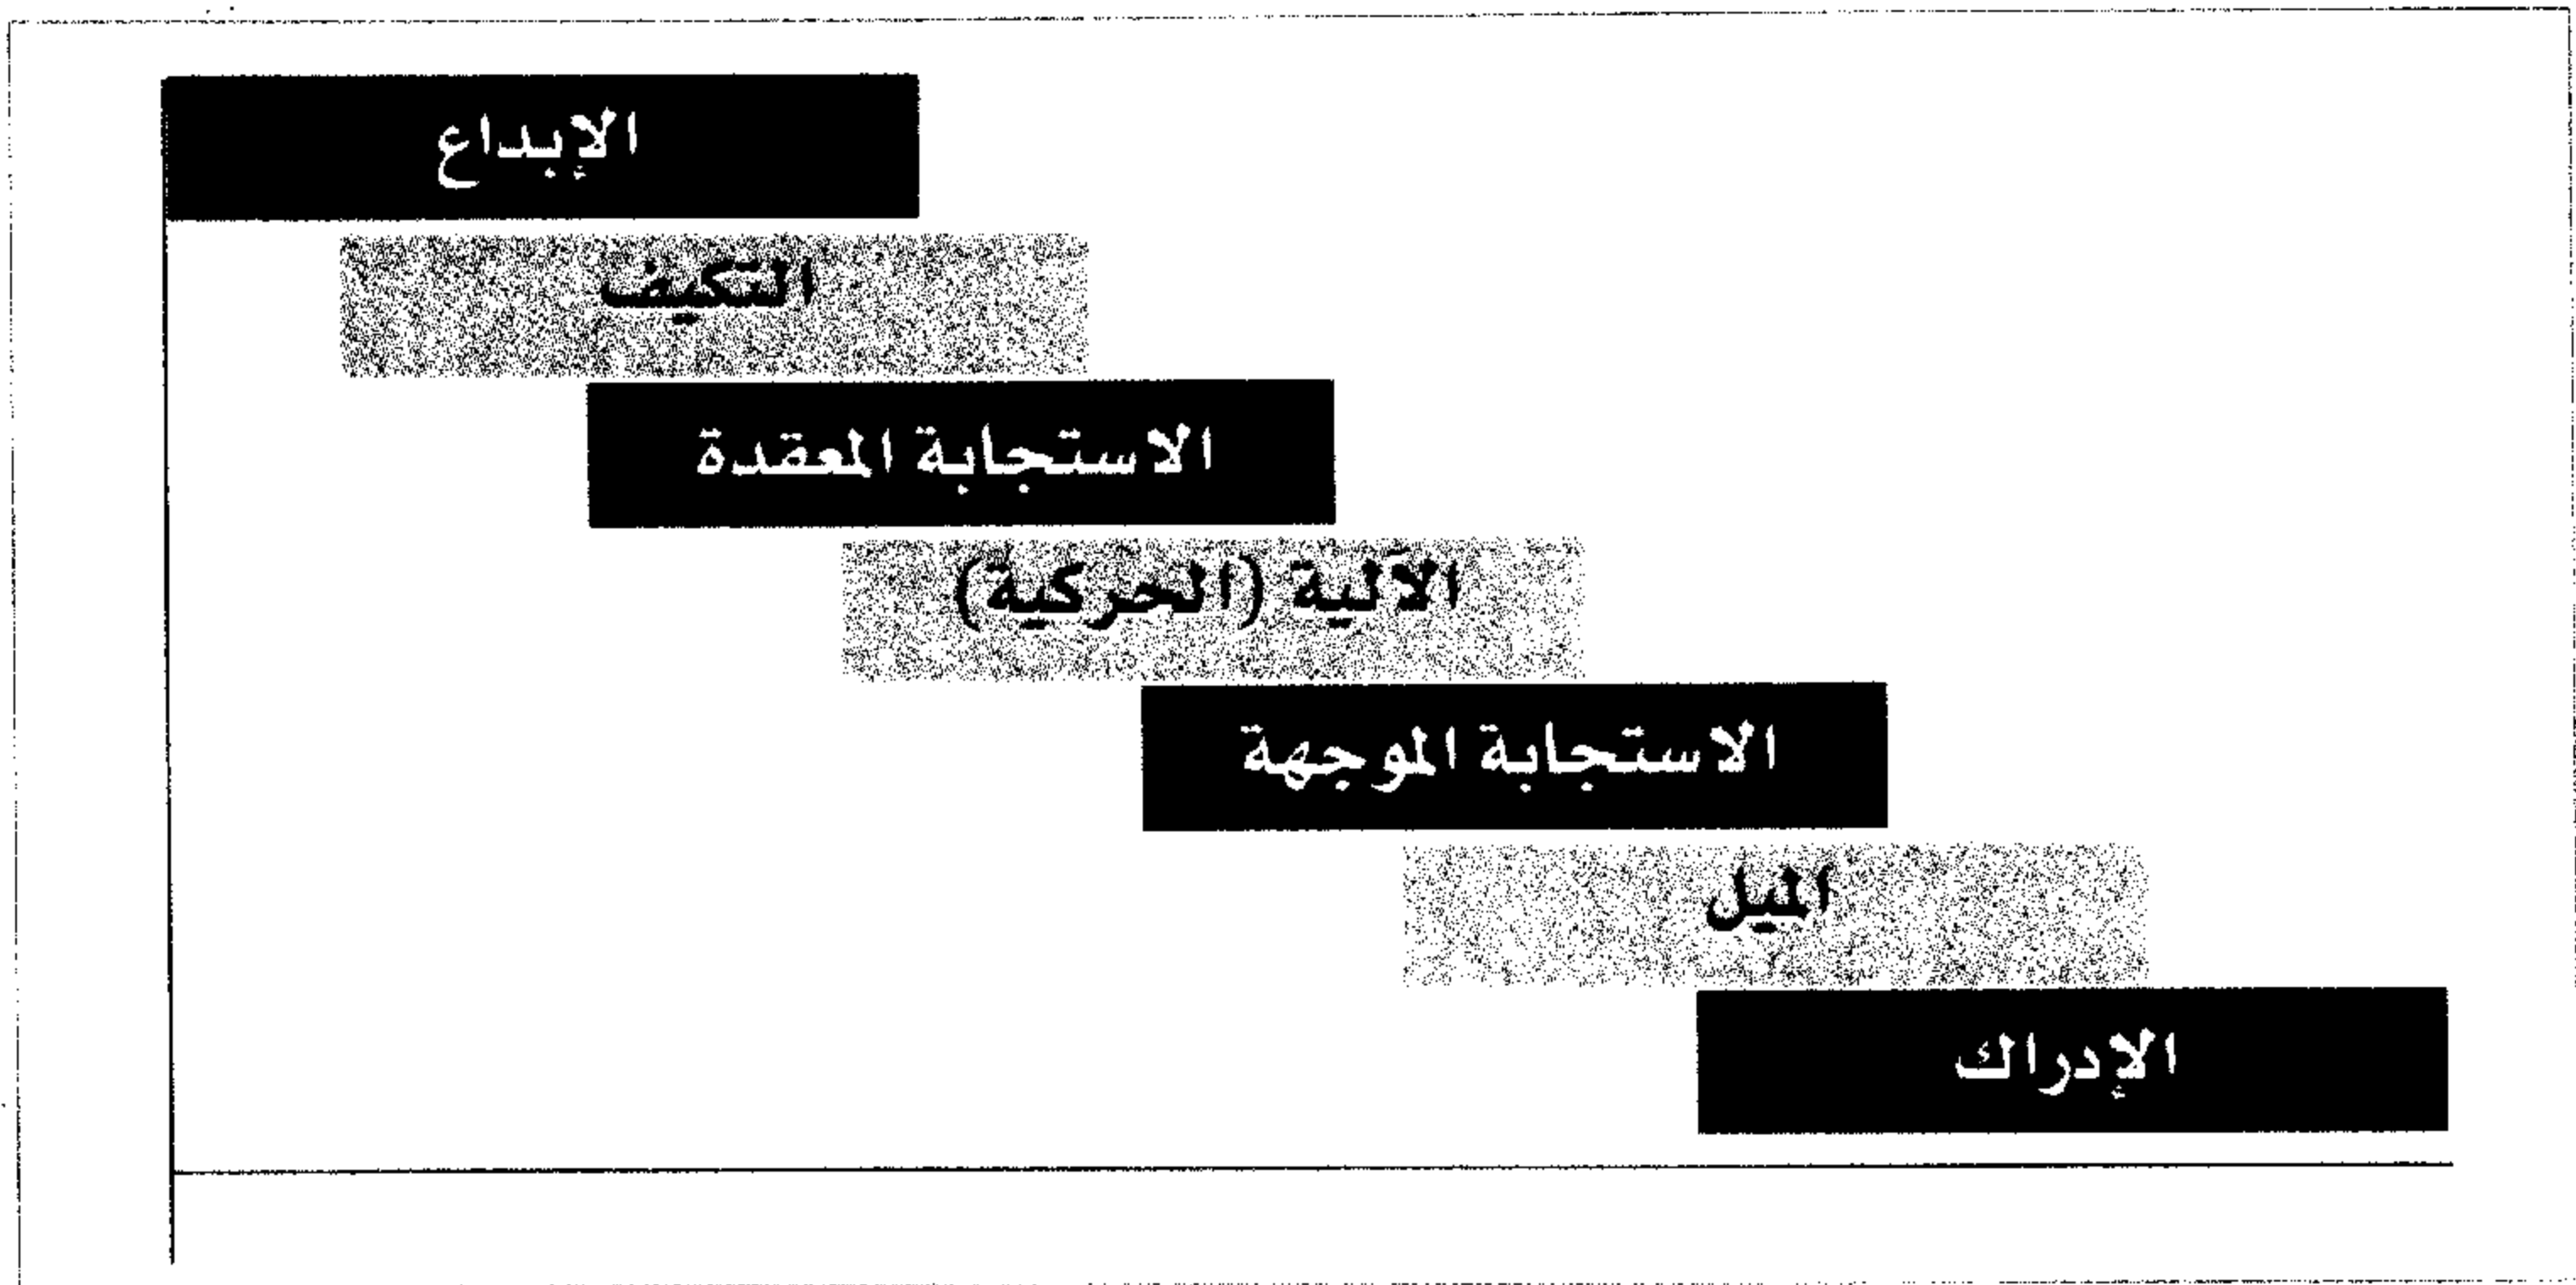 الإبداع
التكيف
الاستجابة المعقدة
الآلية (الحركية)
الاستجابة الموجهة
الميل
الإدراك